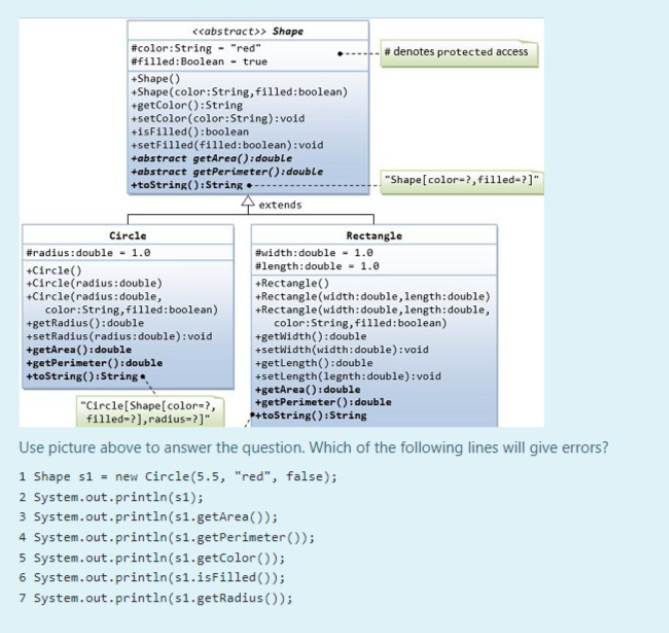 <<abstract>> Shape
#color:String = "red"
#filled:Boolean = true
# denotes protected access
+Shape()
+Shape(color:String,filled:boolean)
+getColor():String
+setColor(color:String):void
+isFilled():boolean
+setFilled(filled:boolean):void
+abstract getArea():double
+abstract getPerimeter():double
+toString():String
"Shape[color=?,filled=?]"
extends
Circle
#radius:double = 1.0
+Circle()
+Circle(radius:double)
+Circle(radius:double,
color:String,filled:boolean)
+getRadius():double
+setRadius(radius:double):void
+getArea():double
+getPerimeter():double
+toString():String
"Circle[Shape[color=?,
filled=?],radius=?]"
Rectangle
#width:double = 1.0
#length:double = 1.0
+Rectangle()
+Rectangle(width:double,length:double)
+Rectangle(width:double,length:double,
color:String,filled:boolean)
+getWidth():double
+setWidth(width:double):void
+getLength():double
+setLength(legnth:double):void
+getArea():double
+getPerimeter():double
+toString():String
Use picture above to answer the question. Which of the following lines will give errors?
1 Shape s1 = new Circle(5.5, "red", false);
2 System.out.println(s1);
3 System.out.println(s1.getArea());
4 System.out.println(s1.getPerimeter());
5 System.out.println(s1.getColor());
6 System.out.println(s1.isFilled());
7 System.out.println(s1.getRadius());